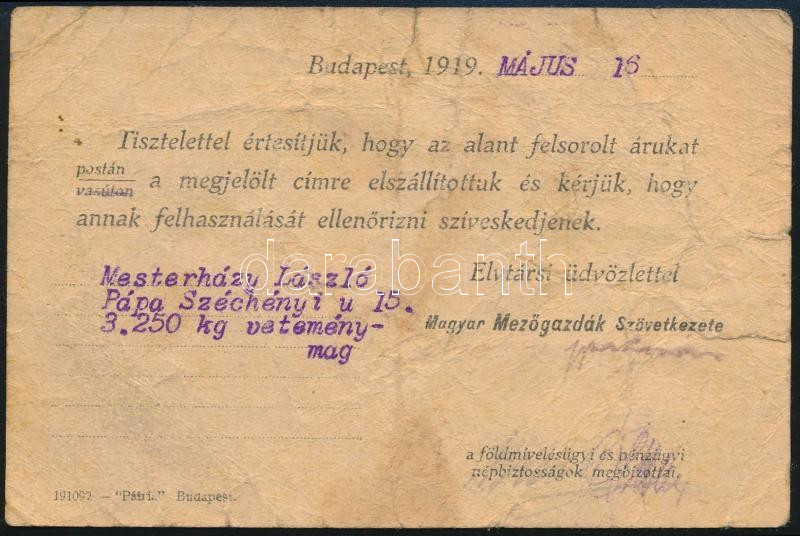 Budapest, 1919. MÁJUS 16
Tisztelettel értesítjük, hogy az alant felsorolt árukat
postán
vasúton a megjelölt címre elszállítottuk és kérjük, hogy
annak felhasználását ellenőrizni szíveskedjenek.
Mesterházy László
Pápa Széchényi u 15.
3.250 kg vetemény-
mag
Elvtársi üdvözlettel
Magyar Mezőgazdák Szövetkezete
a földmívelésügyi és pénzügyi
népbiztosságok megbízottai.
191092 — "Pátria" Budapest.
darabanth